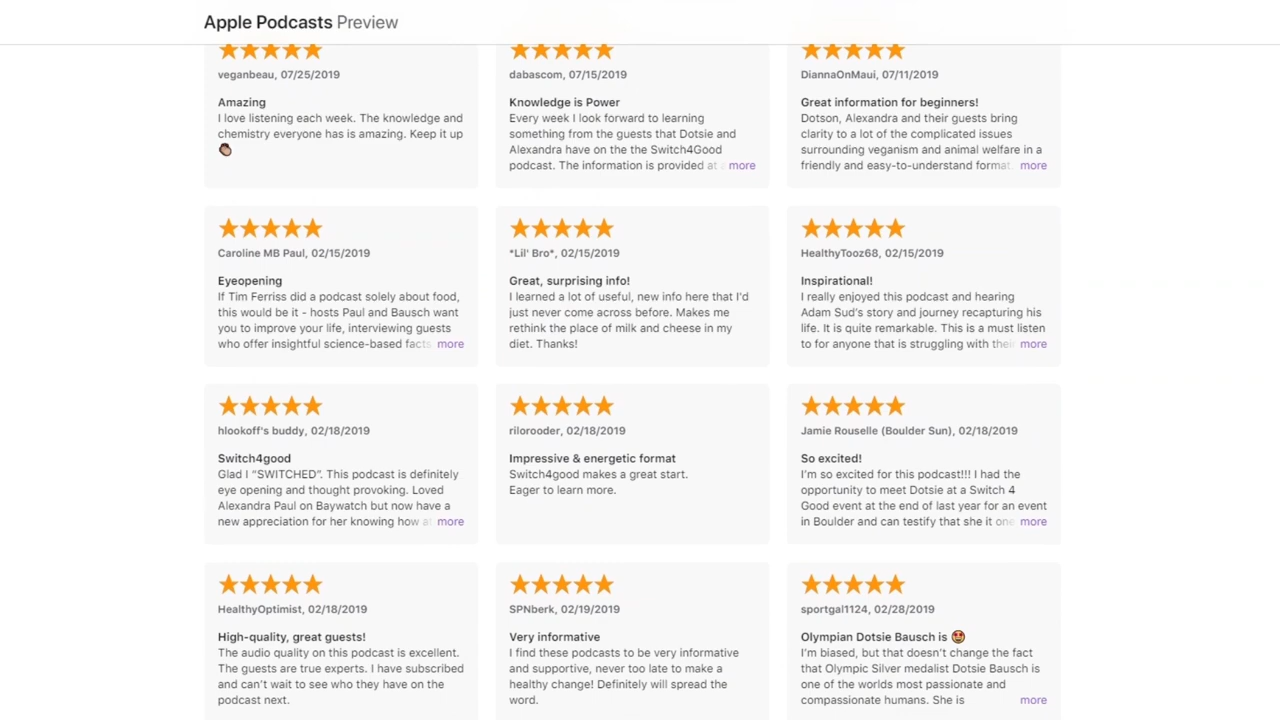 Apple Podcasts Preview
veganbeau, 07/25/2019
Amazing
I love listening each week. The knowledge and
chemistry everyone has is amazing. Keep it up
dabascom, 07/15/2019
Knowledge is Power
Every week I look forward to learning
something from the guests that Dotsie and
Alexandra have on the the Switch4Good
podcast. The information is provided at more
DiannaOnMaui, 07/11/2019
Great information for beginners!
Dotson, Alexandra and their guests bring
clarity to a lot of the complicated issues
surrounding veganism and animal welfare in a
friendly and easy-to-understand format. more
Caroline MB Paul, 02/15/2019
Eyeopening
If Tim Ferriss did a podcast solely about food,
this would be it - hosts Paul and Bausch want
you to improve your life, interviewing guests
who offer insightful science-based facts more
*Lil' Bro*, 02/15/2019
Great, surprising info!
I learned a lot of useful, new info here that I'd
just never come across before. Makes me
rethink the place of milk and cheese in my
diet. Thanks!
HealthyTooz68, 02/15/2019
Inspirational!
I really enjoyed this podcast and hearing
Adam Sud's story and journey recapturing his
life. It is quite remarkable. This is a must listen
to for anyone that is struggling with their more
hlookoff's buddy, 02/18/2019
Switch4good
Glad I “SWITCHED”. This podcast is definitely
eye opening and thought provoking. Loved
Alexandra Paul on Baywatch but now have a
new appreciation for her knowing how at more
rilorooder, 02/18/2019
Impressive & energetic format
Switch4good makes a great start.
Eager to learn more.
Jamie Rouselle (Boulder Sun), 02/18/2019
So excited!
I'm so excited for this podcast!!! I had the
opportunity to meet Dotsie at a Switch 4
Good event at the end of last year for an event
in Boulder and can testify that she it one more
HealthyOptimist, 02/18/2019
High-quality, great guests!
The audio quality on this podcast is excellent.
The guests are true experts. I have subscribed
and can't wait to see who they have on the
podcast next.
SPNberk, 02/19/2019
Very informative
I find these podcasts to be very informative
and supportive, never too late to make a
healthy change! Definitely will spread the
word.
sportgal1124, 02/28/2019
Olympian Dotsie Bausch is 🤩
I'm biased, but that doesn't change the fact
that Olympic Silver medalist Dotsie Bausch is
one of the worlds most passionate and
compassionate humans. She is more